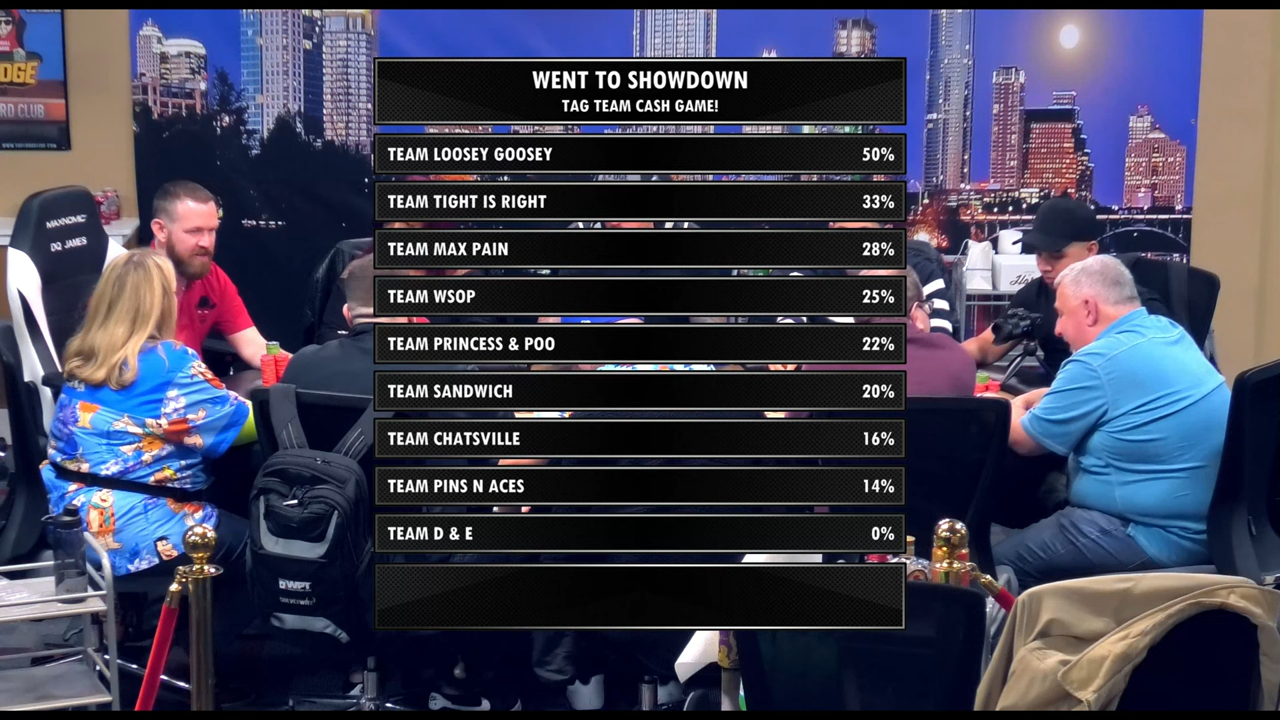 WENT TO SHOWDOWN
TAG TEAM CASH GAME!
TEAM LOOSEY GOOSEY 50%
TEAM TIGHT IS RIGHT 33%
TEAM MAX PAIN 28%
TEAM WSOP 25%
TEAM PRINCESS & POO 22%
TEAM SANDWICH 20%
TEAM CHATSVILLE 16%
TEAM PINS N ACES 14%
TEAM D & E 0%
DGE
RD CLUB
MAXNOMIC
DQ JAMES
WPT